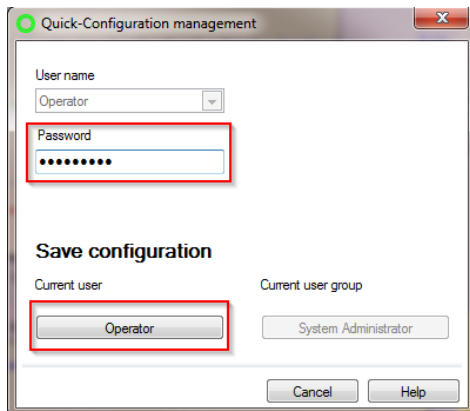 Quick-Configuration management
User name
Operator
Password
•••••••••
Save configuration
Current user Current user group
Operator System Administrator
Cancel Help